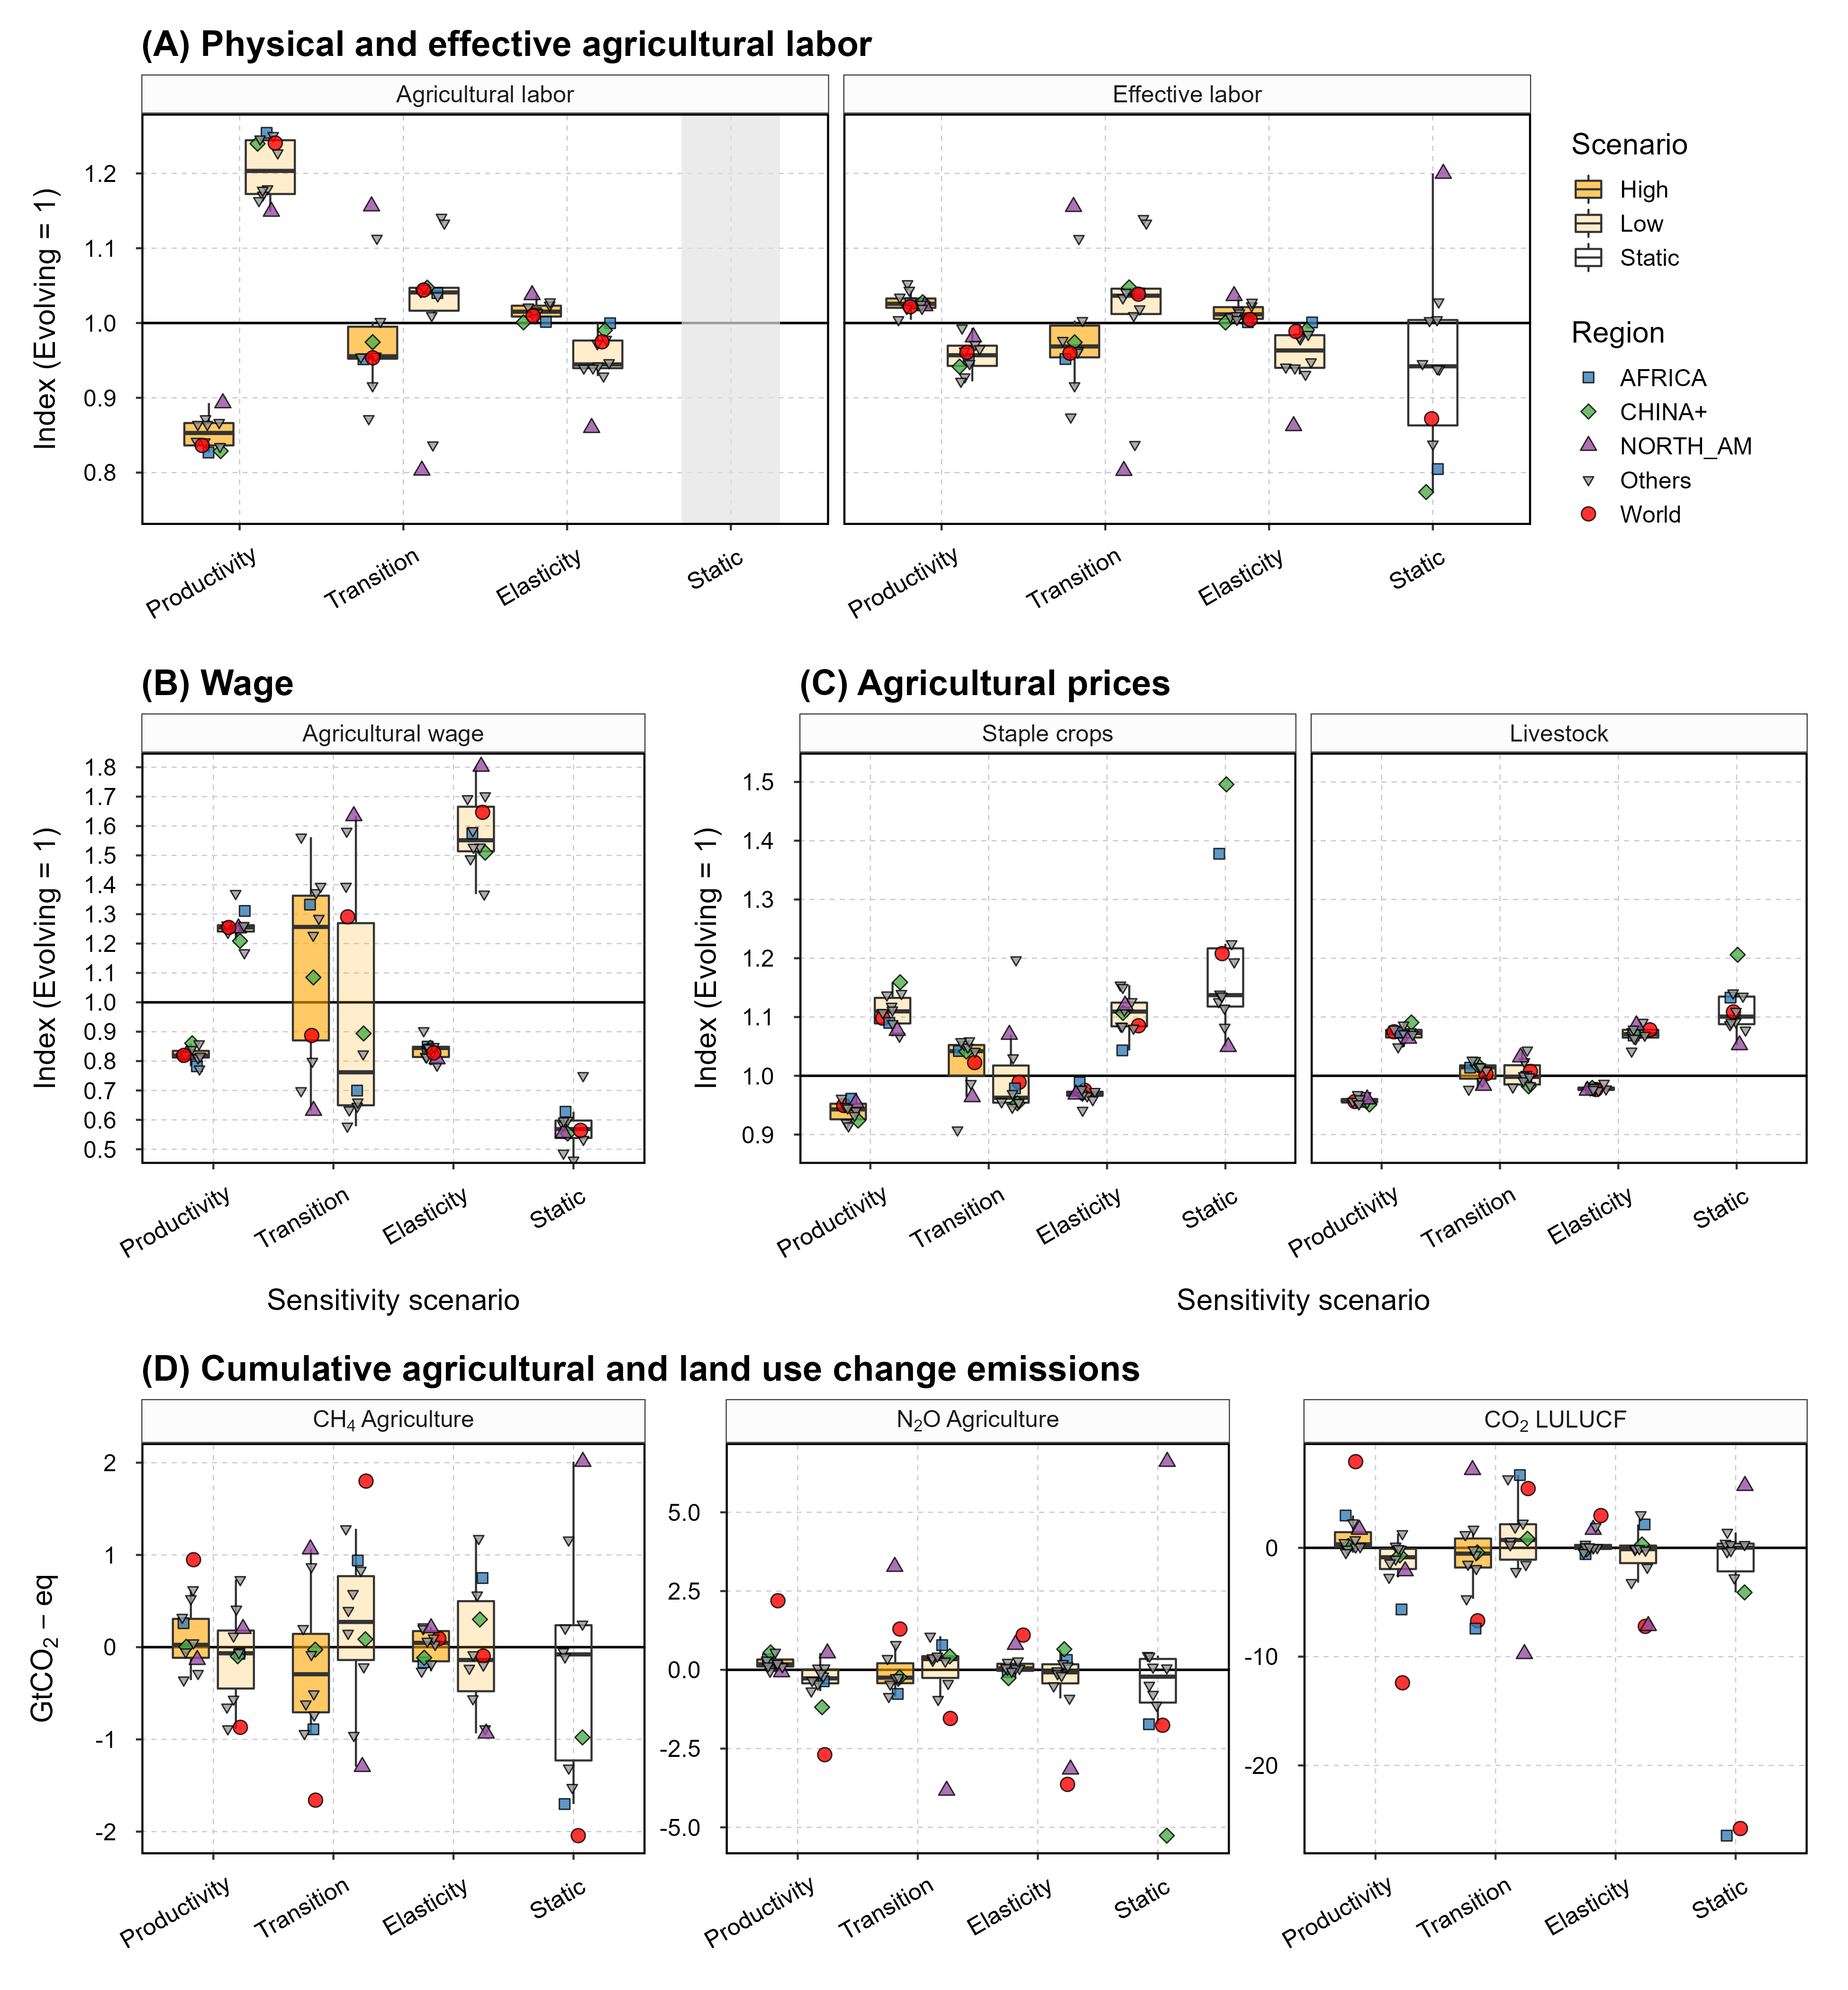 (A) Physical and effective agricultural labor
Agricultural labor
Effective labor
Index (Evolving = 1)
1.2
1.1
1.0
0.9
0.8
Productivity
Transition
Elasticity
Static
Productivity
Transition
Elasticity
Static
Scenario
High
Low
Static
Region
AFRICA
CHINA+
NORTH_AM
Others
World
(B) Wage
Agricultural wage
Index (Evolving = 1)
1.8
1.7
1.6
1.5
1.4
1.3
1.2
1.1
1.0
0.9
0.8
0.7
0.6
0.5
Productivity
Transition
Elasticity
Static
Sensitivity scenario
(C) Agricultural prices
Staple crops
Livestock
Index (Evolving = 1)
1.5
1.4
1.3
1.2
1.1
1.0
0.9
Productivity
Transition
Elasticity
Static
Productivity
Transition
Elasticity
Static
Sensitivity scenario
(D) Cumulative agricultural and land use change emissions
CH₄ Agriculture
N₂O Agriculture
CO₂ LULUCF
GtCO₂ − eq
2
1
0
-1
-2
Productivity
Transition
Elasticity
Static
5.0
2.5
0.0
-2.5
-5.0
Productivity
Transition
Elasticity
Static
0
-10
-20
Productivity
Transition
Elasticity
Static